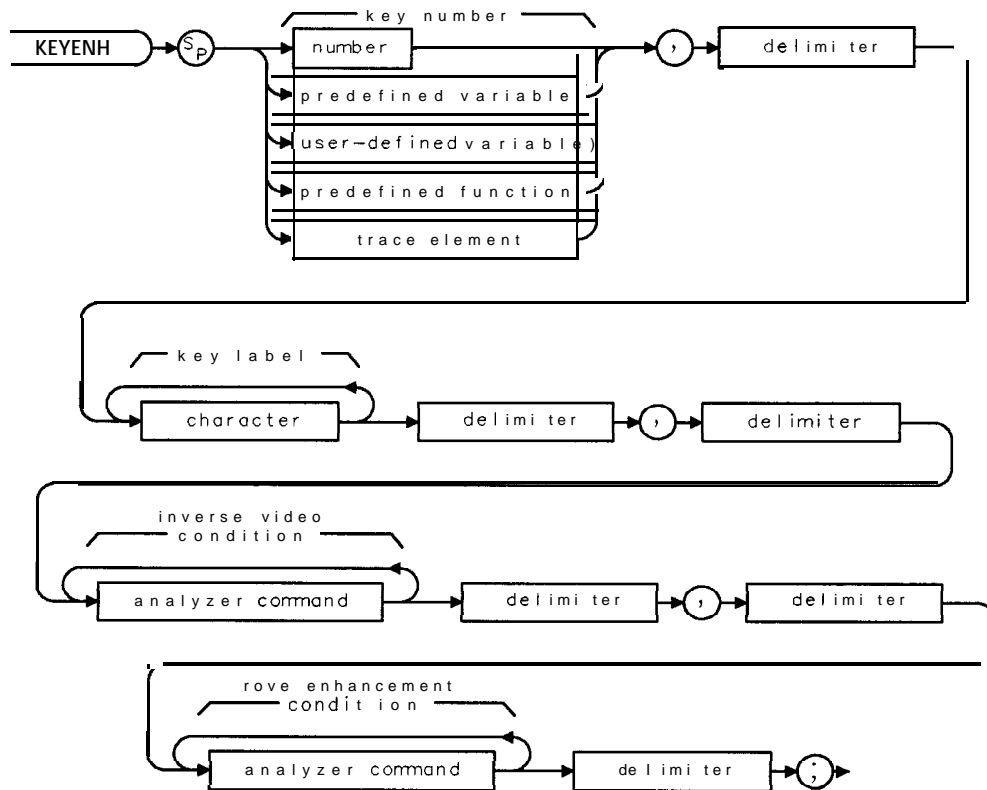 key number
KEYENH Sp number , delimiter
predefined variable
user-defined variable)
predefined function
trace element
key label
character delimiter , delimiter
inverse video
condition
analyzer command delimiter , delimiter
rove enhancement
condition
analyzer command delimiter ;